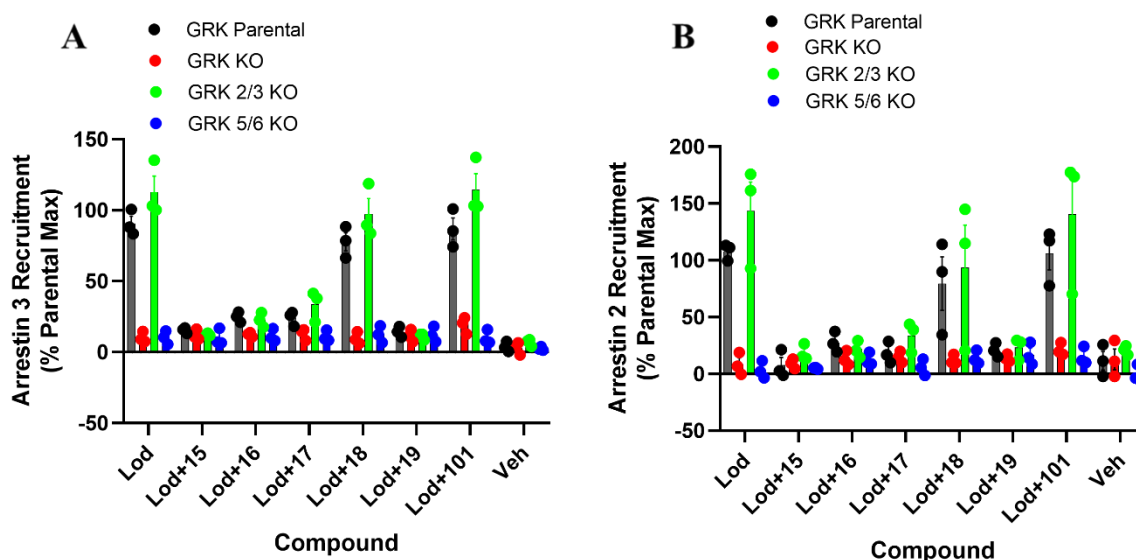 A
GRK Parental
GRK KO
GRK 2/3 KO
GRK 5/6 KO
Arrestin 3 Recruitment
(% Parental Max)
150
100
50
0
-50
Lod
Lod+15
Lod+16
Lod+17
Lod+18
Lod+19
Lod+101
Veh
Compound
B
GRK Parental
GRK KO
GRK 2/3 KO
GRK 5/6 KO
Arrestin 2 Recruitment
(% Parental Max)
200
150
100
50
0
-50
Lod
Lod+15
Lod+16
Lod+17
Lod+18
Lod+19
Lod+101
Veh
Compound